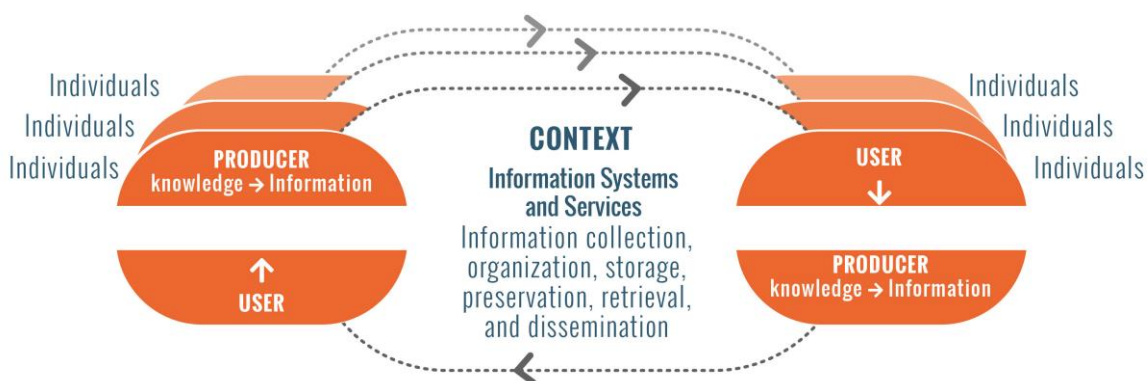 Individuals
Individuals
Individuals
PRODUCER
knowledge → Information
USER
CONTEXT
Information Systems
and Services
Information collection,
organization, storage,
preservation, retrieval,
and dissemination
Individuals
Individuals
Individuals
USER
PRODUCER
knowledge → Information